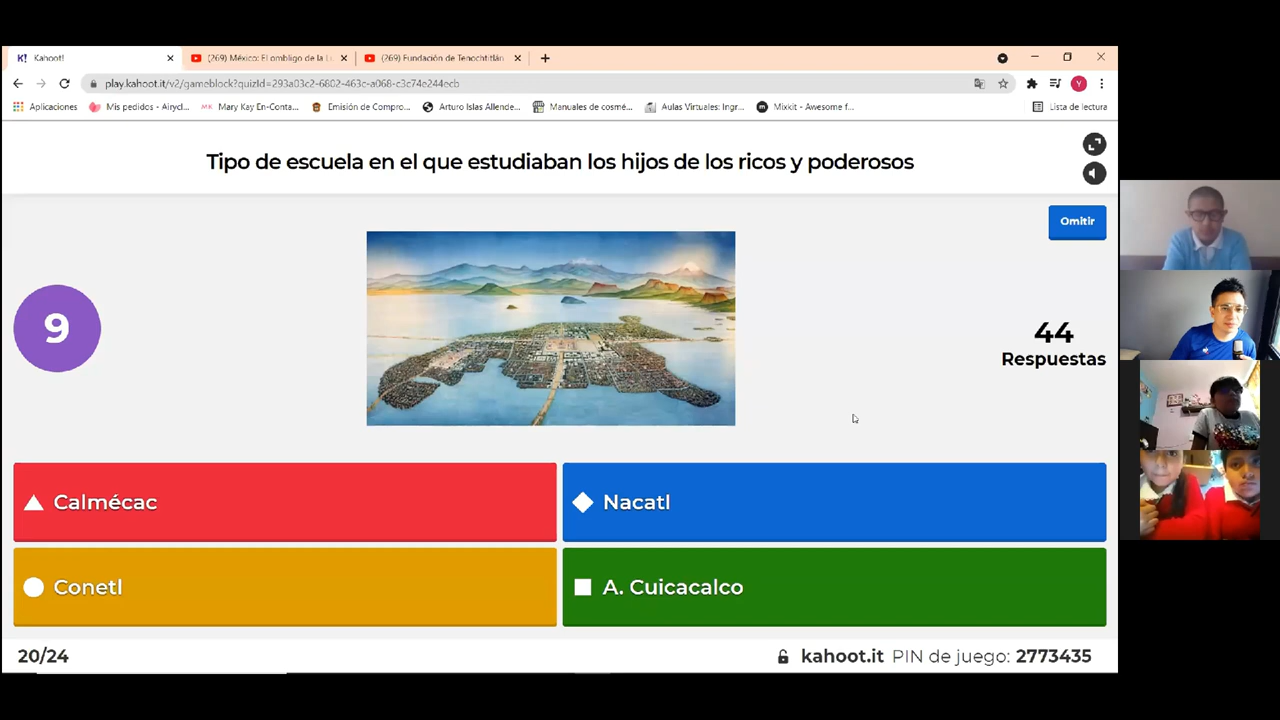 Kahoot!
(269) México: El ombligo de la Lu
(269) Fundación de Tenochtitlán
play.kahoot.it/v2/gameblock?quizId=293a03c2-6802-463c-a068-c3c74e244ecb
Aplicaciones
Mis pedidos - Airycl...
Mary Kay En-Conta...
Emisión de Compro...
Arturo Islas Allende...
Manuales de cosmé...
Aulas Virtuales: Ingr...
Mixkit - Awesome f...
Lista de lectura
Tipo de escuela en el que estudiaban los hijos de los ricos y poderosos
Omitir
9
44
Respuestas
Calmécac
Nacatl
Conetl
A. Cuicacalco
20/24
kahoot.it PIN de juego: 2773435